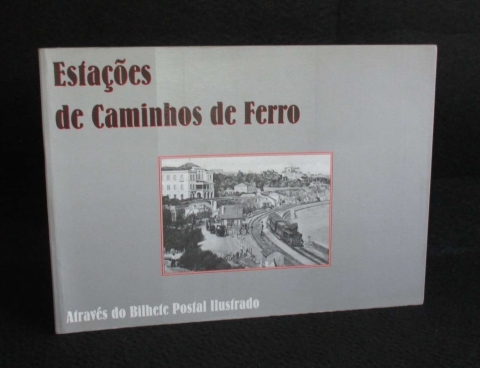 Estações
de Caminhos de Ferro
Através do Bilhete Postal Ilustrado